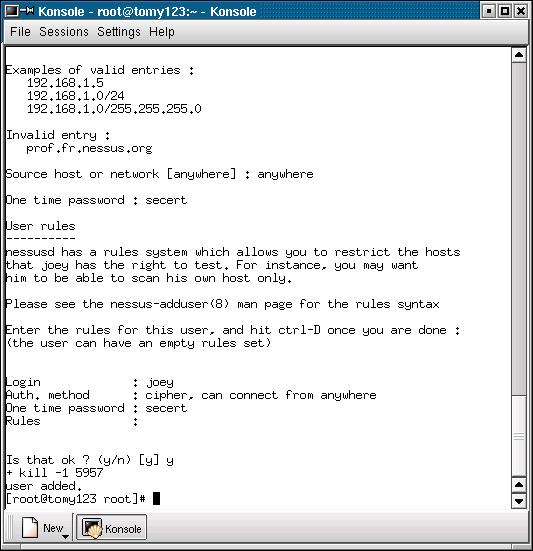 Konsole - root@tomy123:~ - Konsole
File Sessions Settings Help
Examples of valid entries :
192.168.1.5
192.168.1.0/24
192.168.1.0/255.255.255.0
Invalid entry :
prof.fr.nessus.org
Source host or network [anywhere] : anywhere
One time password : secert
User rules
----------
nessusd has a rules system which allows you to restrict the hosts
that joey has the right to test. For instance, you may want
him to be able to scan his own host only.
Please see the nessus-adduser(8) man page for the rules syntax
Enter the rules for this user, and hit ctrl-D once you are done :
(the user can have an empty rules set)
Login : joey
Auth. method : cipher, can connect from anywhere
One time password : secert
Rules :
Is that ok ? (y/n) [y] y
+ kill -1 5957
user added.
[root@tomy123 root]#
New Konsole